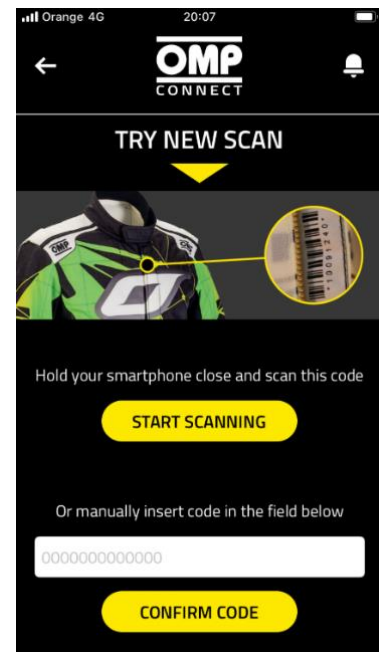 Orange 4G 20:07
OMP
CONNECT
TRY NEW SCAN
OMP
Hold your smartphone close and scan this code
START SCANNING
Or manually insert code in the field below
0000000000000
CONFIRM CODE